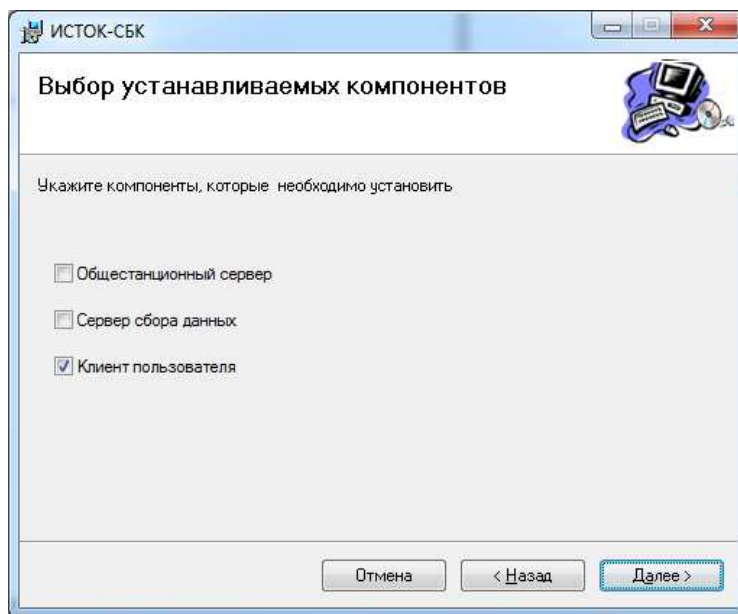 ИСТОК-СБК
Выбор устанавливаемых компонентов
Укажите компоненты, которые необходимо установить
Общестанционный сервер
Сервер сбора данных
Клиент пользователя
Отмена
< Назад
Далее >